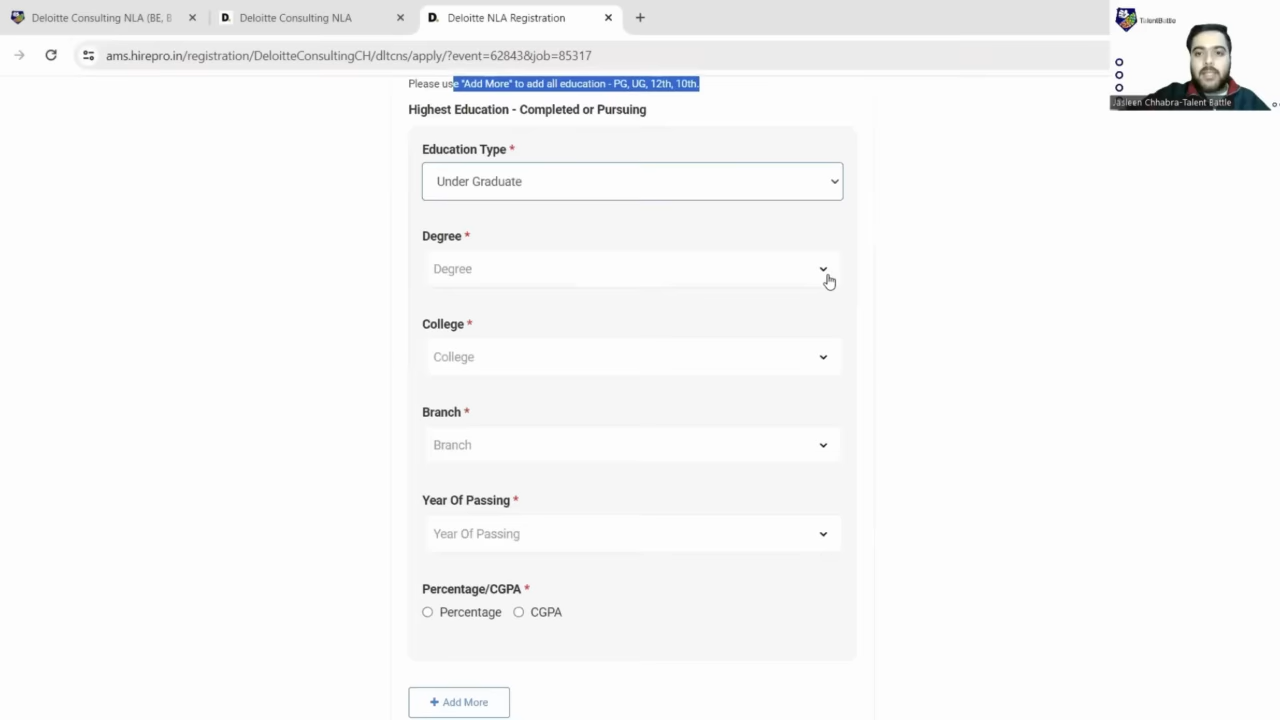 Deloitte Consulting NLA (BE, B
Deloitte Consulting NLA
Deloitte NLA Registration
ams.hirepro.in/registration/DeloitteConsultingCH/dltcns/apply/?event=62843&job=85317
TalentBattle
Jasleen Chhabra-Talent Battle
Please use "Add More" to add all education - PG, UG, 12th, 10th.
Highest Education - Completed or Pursuing
Education Type *
Under Graduate
Degree *
Degree
College *
College
Branch *
Branch
Year Of Passing *
Year Of Passing
Percentage/CGPA *
Percentage CGPA
+ Add More